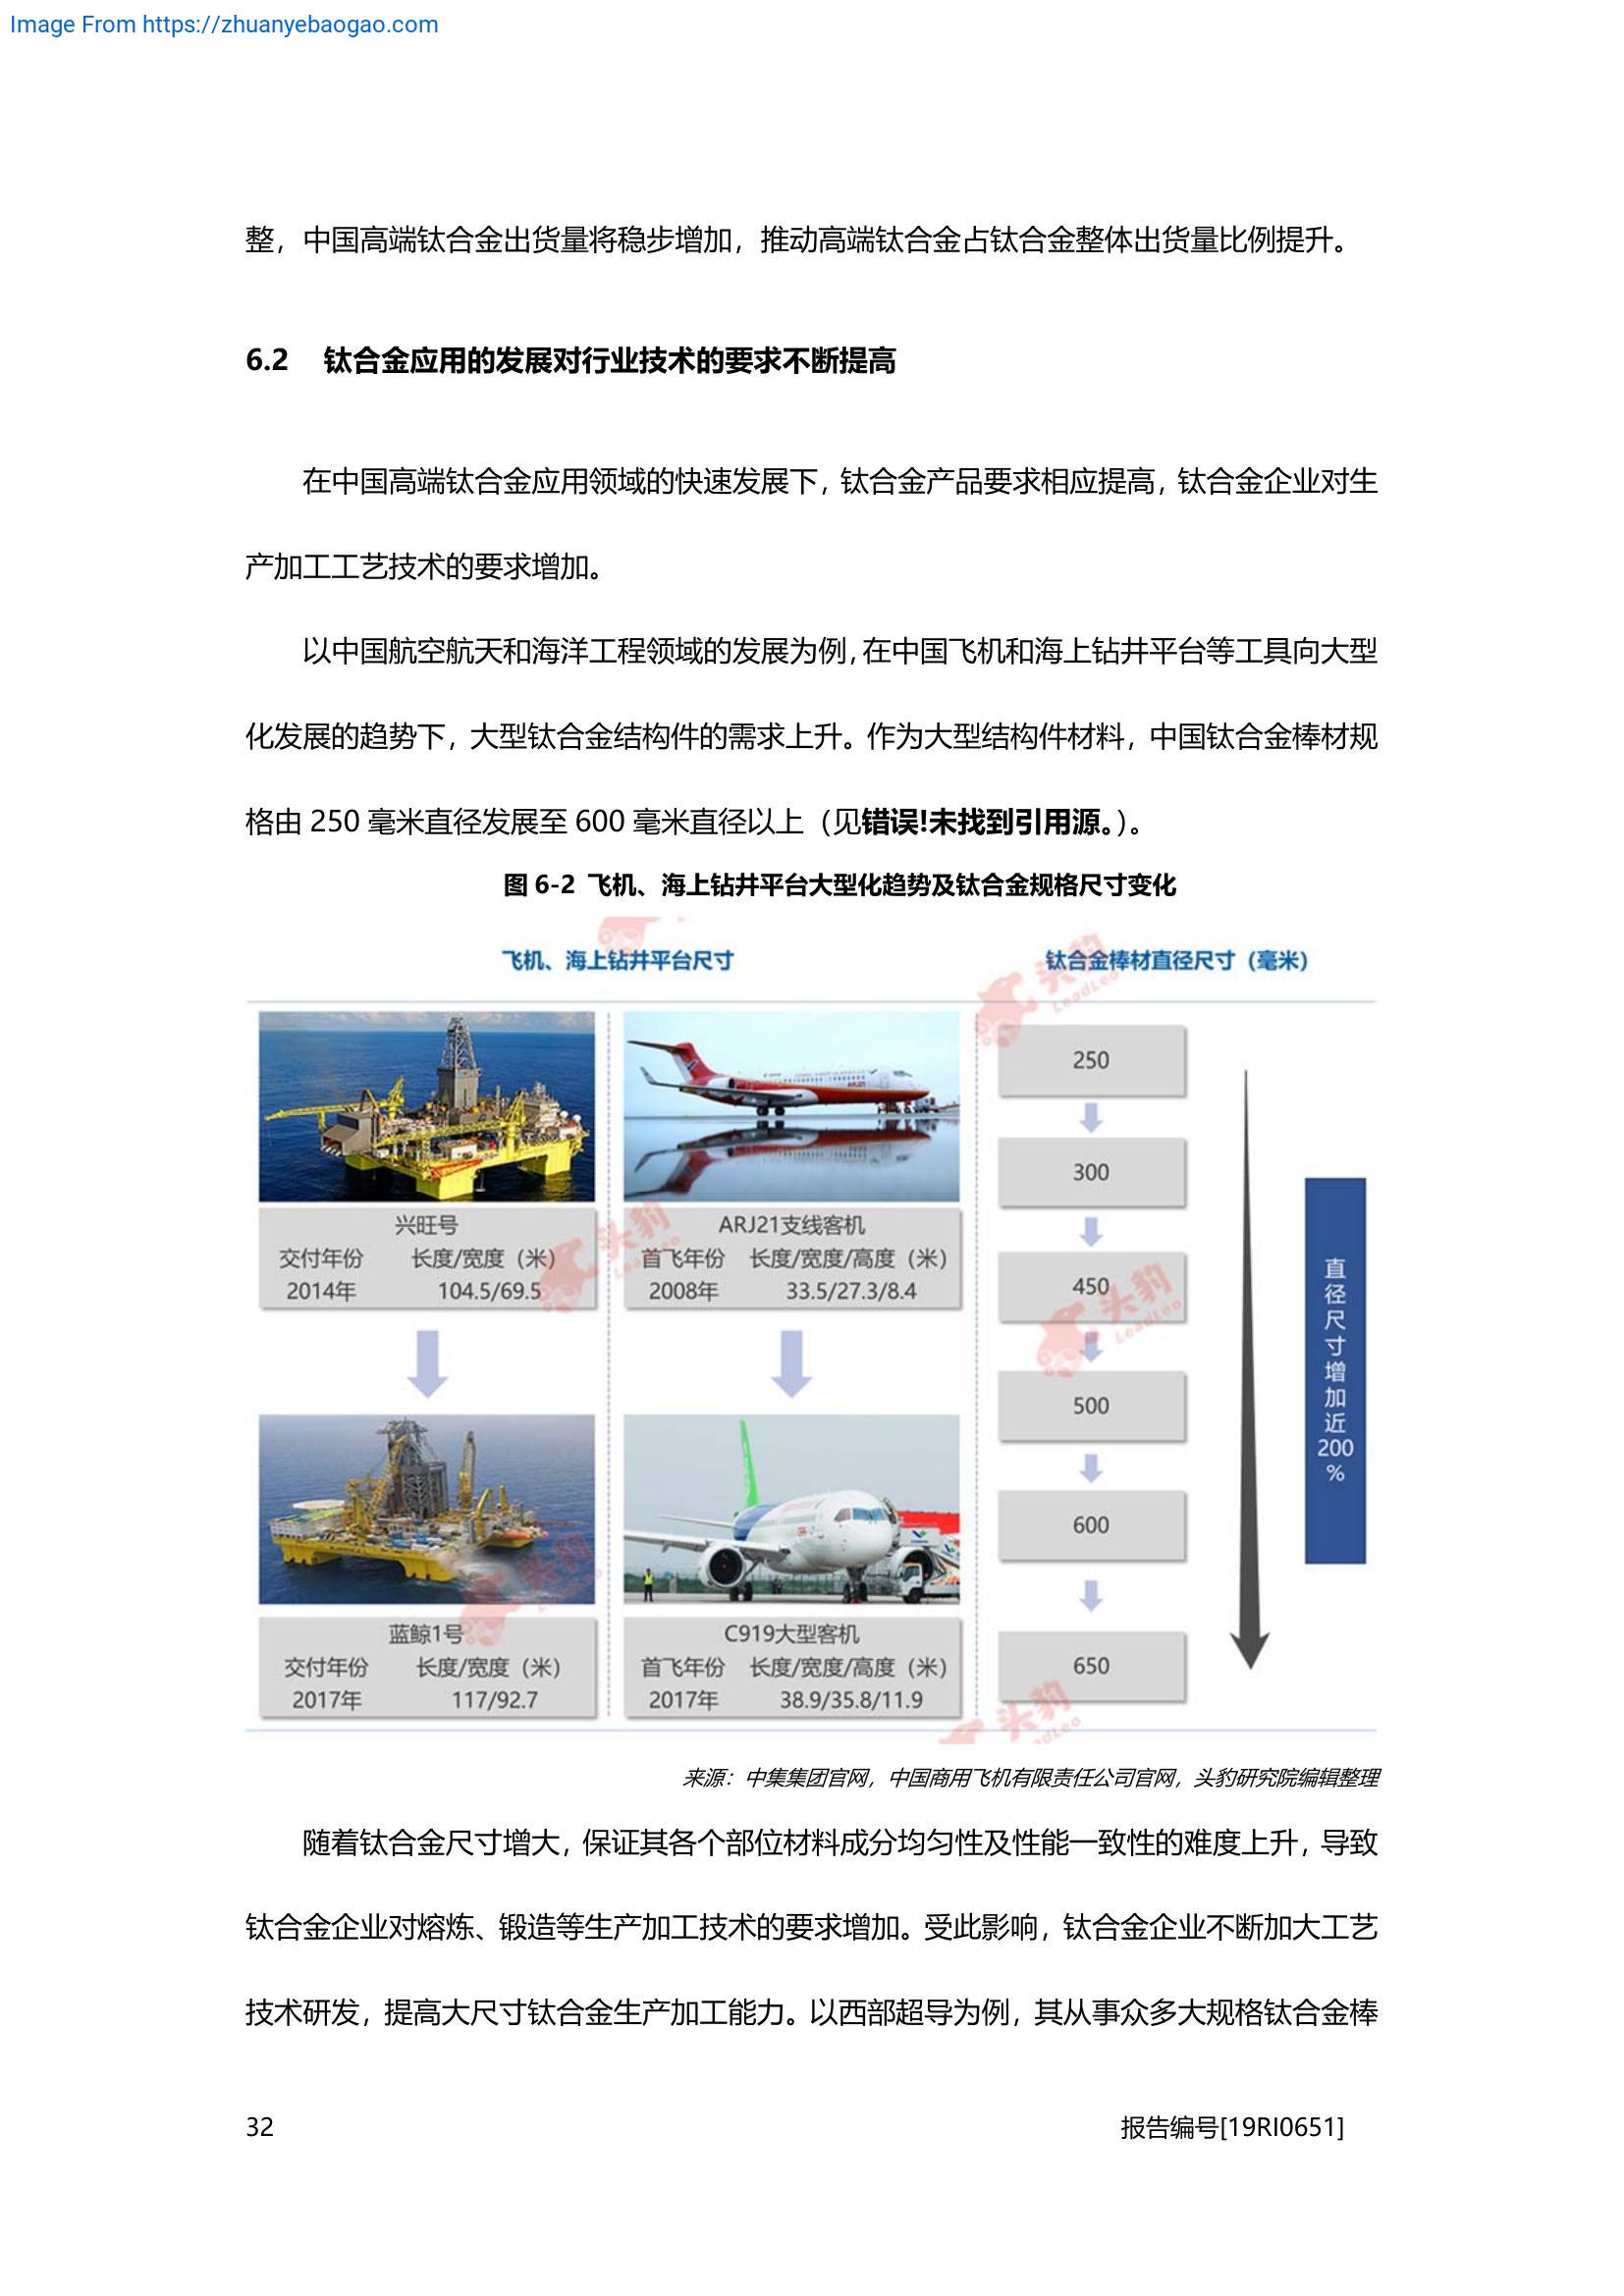 Image From https://zhuanyebaogao.com
整，中国高端钛合金出货量将稳步增加，推动高端钛合金占钛合金整体出货量比例提升。
6.2 钛合金应用的发展对行业技术的要求不断提高
在中国高端钛合金应用领域的快速发展下，钛合金产品要求相应提高，钛合金企业对生
产加工工艺技术的要求增加。
以中国航空航天和海洋工程领域的发展为例，在中国飞机和海上钻井平台等工具向大型
化发展的趋势下，大型钛合金结构件的需求上升。作为大型结构件材料，中国钛合金棒材规
格由 250 毫米直径发展至 600 毫米直径以上（见错误!未找到引用源。）。
图 6-2 飞机、海上钻井平台大型化趋势及钛合金规格尺寸变化
飞机、海上钻井平台尺寸
钛合金棒材直径尺寸（毫米）
兴旺号
交付年份 长度/宽度（米）
2014年 104.5/69.5
ARJ21支线客机
首飞年份 长度/宽度/高度（米）
2008年 33.5/27.3/8.4
蓝鲸1号
交付年份 长度/宽度（米）
2017年 117/92.7
C919大型客机
首飞年份 长度/宽度/高度（米）
2017年 38.9/35.8/11.9
250
300
450
500
600
650
直径尺寸增加近200%
头豹
LeadLeo
头豹
LeadLeo
头豹
LeadLeo
头豹
来源：中集集团官网，中国商用飞机有限责任公司官网，头豹研究院编辑整理
随着钛合金尺寸增大，保证其各个部位材料成分均匀性及性能一致性的难度上升，导致
钛合金企业对熔炼、锻造等生产加工技术的要求增加。受此影响，钛合金企业不断加大工艺
技术研发，提高大尺寸钛合金生产加工能力。以西部超导为例，其从事众多大规格钛合金棒
32
报告编号[19RI0651]